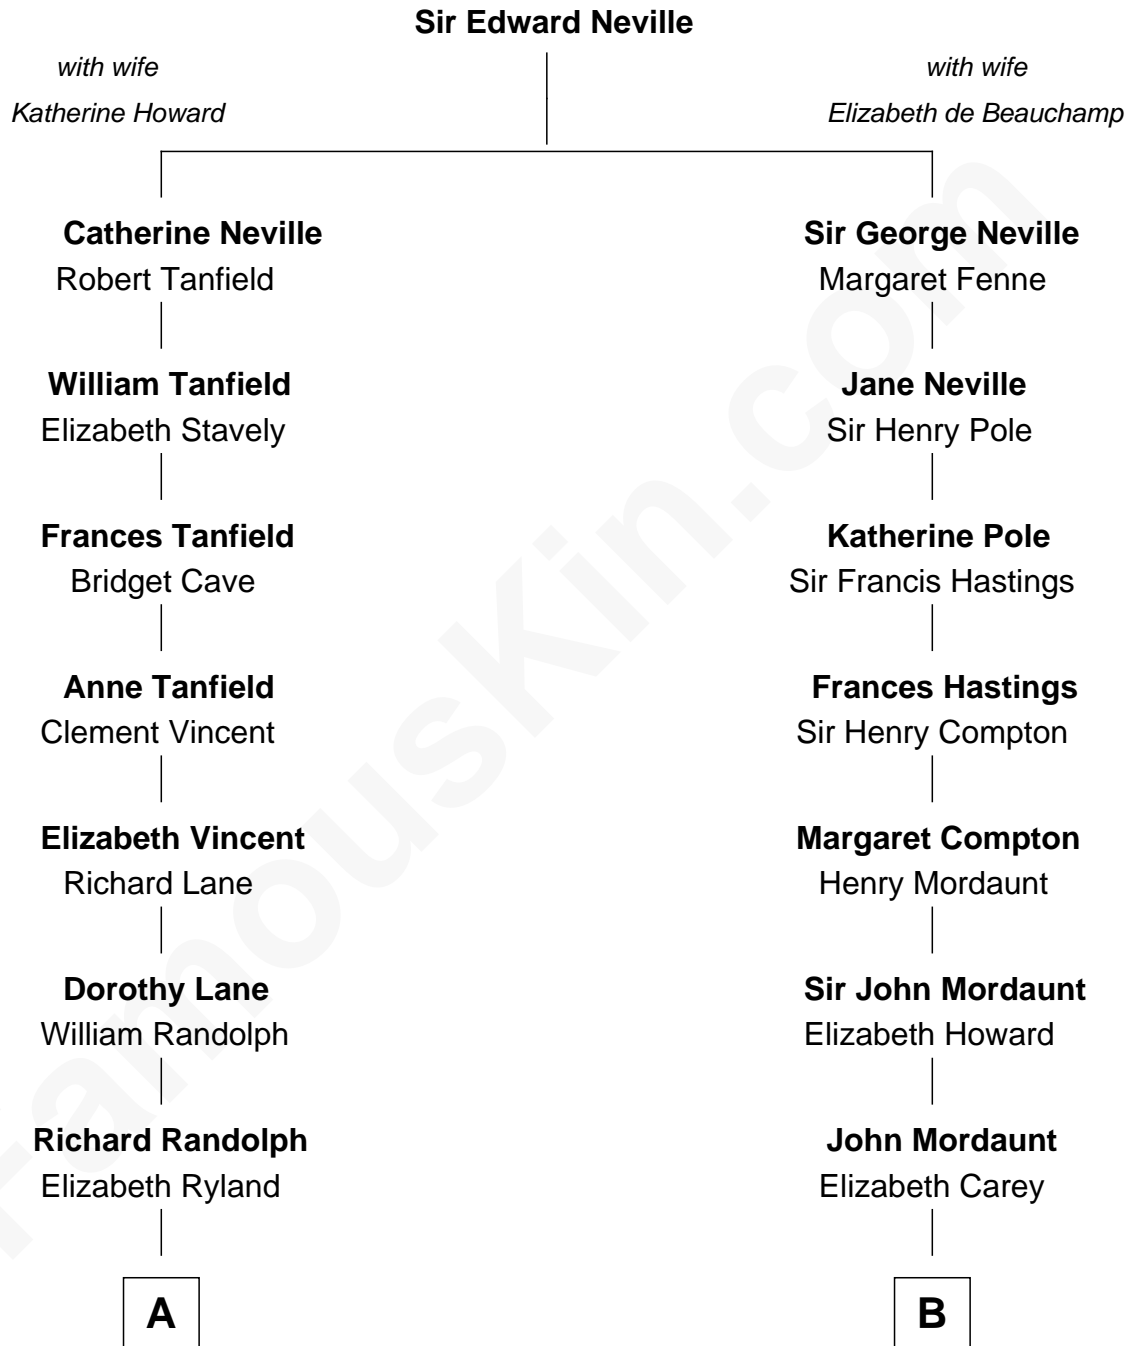 Sir Edward Neville
with wife
Katherine Howard
with wife
Elizabeth de Beauchamp
Catherine Neville
Robert Tanfield
Sir George Neville
Margaret Fenne
William Tanfield
Elizabeth Stavely
Jane Neville
Sir Henry Pole
Frances Tanfield
Bridget Cave
Katherine Pole
Sir Francis Hastings
Anne Tanfield
Clement Vincent
Frances Hastings
Sir Henry Compton
Elizabeth Vincent
Richard Lane
Margaret Compton
Henry Mordaunt
Dorothy Lane
William Randolph
Sir John Mordaunt
Elizabeth Howard
Richard Randolph
Elizabeth Ryland
John Mordaunt
Elizabeth Carey
A
B
FamousKin.com